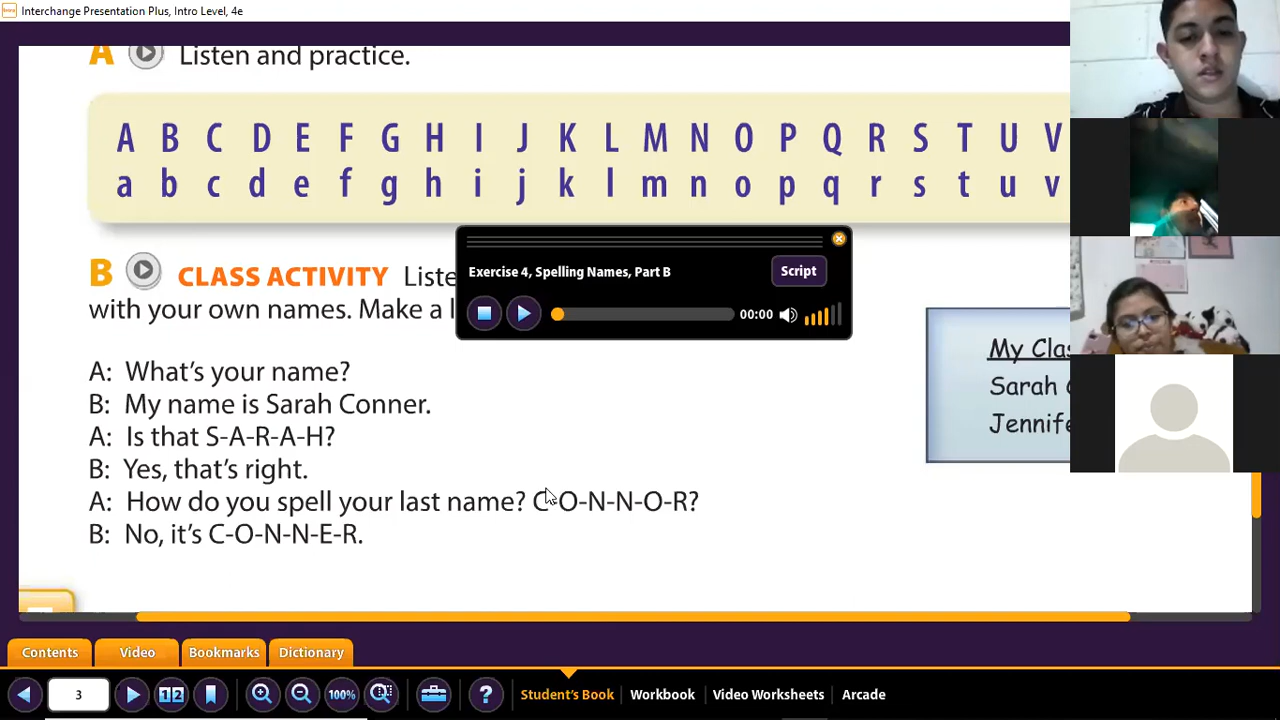 Interchange Presentation Plus, Intro Level, 4e
A Listen and practice.
A B C D E F G H I J K L M N O P Q R S T U V
a b c d e f g h i j k l m n o p q r s t u v
B CLASS ACTIVITY
with your own names. Make a
Exercise 4, Spelling Names, Part B
Script
00:00
A: What's your name?
B: My name is Sarah Conner.
A: Is that S-A-R-A-H?
B: Yes, that's right.
A: How do you spell your last name? C-O-N-N-O-R?
B: No, it's C-O-N-N-E-R.
My
Sarah
Contents Video Bookmarks Dictionary
3 1 2 100% ? Student's Book Workbook Video Worksheets Arcade